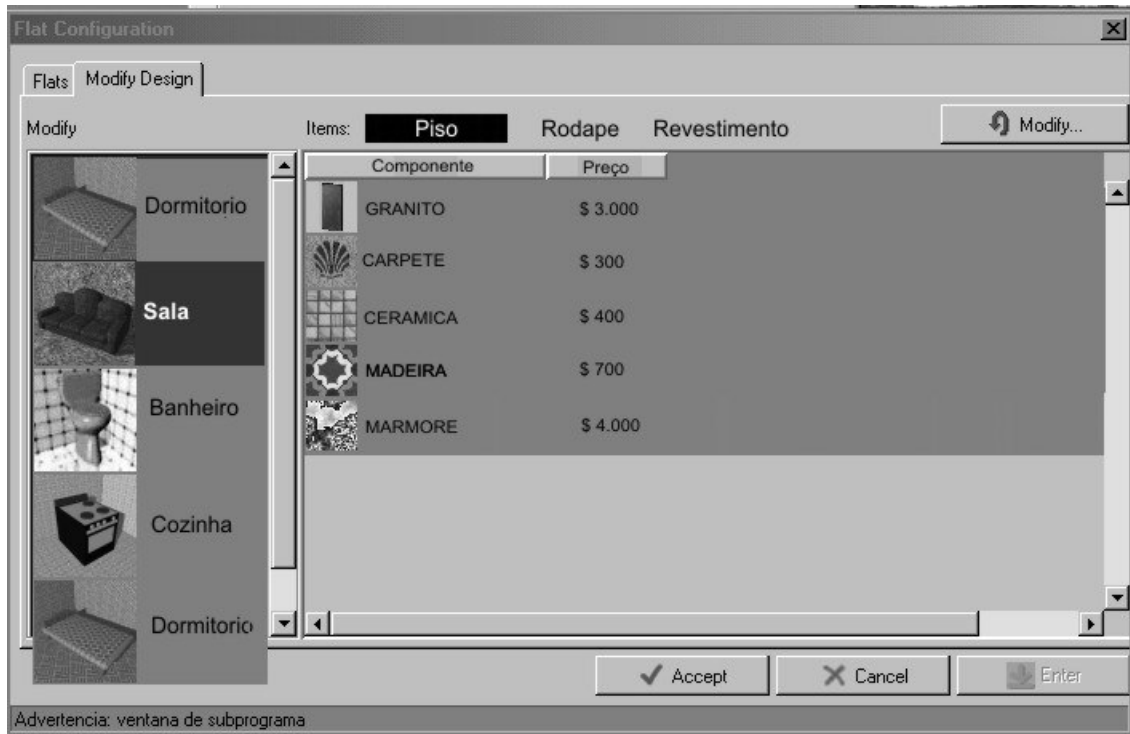 Flat Configuration
Flats Modify Design
Modify Items: Piso Rodape Revestimento Modify...
Componente Preço
Dormitorio
GRANITO $ 3.000
CARPETE $ 300
Sala
CERAMICA $ 400
MADEIRA $ 700
Banheiro
MARMORE $ 4.000
Cozinha
Dormitorio
Accept Cancel Enter
Advertencia: ventana de subprograma